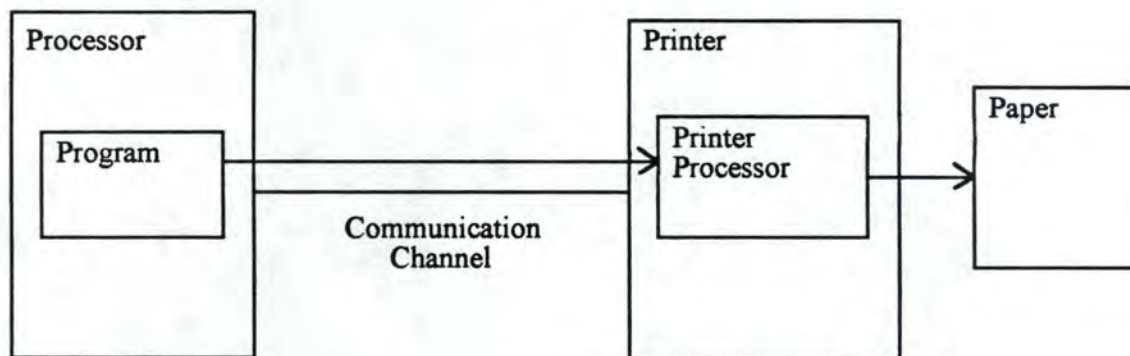 Processor
Program
Communication
Channel
Printer
Printer
Processor
Paper